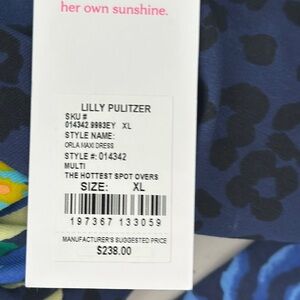 her own sunshine.
LILLY PULITZER
SKU #
014342 9993EY XL
STYLE NAME:
ORLA MAXI DRESS
STYLE #: 014342
MULTI
THE HOTTEST SPOT OVERS
SIZE: XL
197367 133059
MANUFACTURER'S SUGGESTED PRICE
$238.00